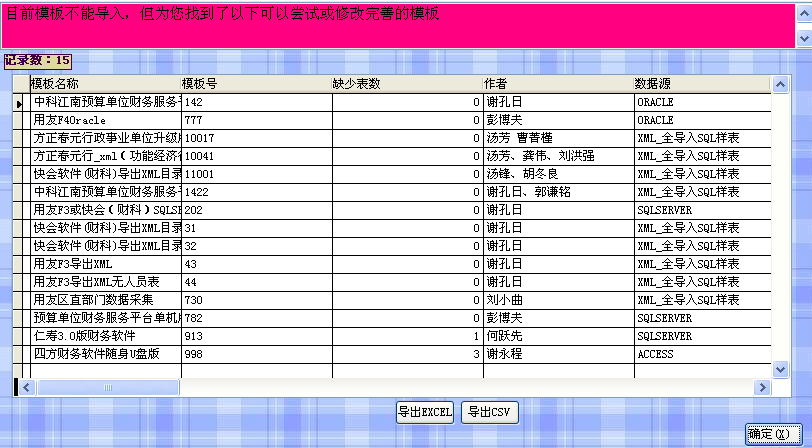 目前模板不能导入，但为您找到了以下可以尝试或修改完善的模板
记录数：15
模板名称 模板号 缺少表数 作者 数据源
中科江南预算单位财务服务 142 0 谢孔日 ORACLE
用友F4Oracle 777 0 彭博夫 ORACLE
方正春元行政事业单位升级 10017 0 汤芳 曹菁槿 XML_全导入SQL样表
方正春元行_xml(功能经济 10041 0 汤芳、龚伟、刘洪强 XML_全导入SQL样表
快会软件(财科)导出XML目录 11001 0 汤锋、胡冬良 XML_全导入SQL样表
中科江南预算单位财务服务 1422 0 谢孔日、郭谦铭 XML_全导入SQL样表
用友F3或快会(财科)SQLS 202 0 谢孔日 SQLSERVER
快会软件(财科)导出XML目录 31 0 谢孔日 XML_全导入SQL样表
快会软件(财科)导出XML目录 32 0 谢孔日 XML_全导入SQL样表
用友F3导出XML 43 0 谢孔日 XML_全导入SQL样表
用友F3导出XML无人员表 44 0 谢孔日 XML_全导入SQL样表
用友区直部门数据采集 730 0 刘小曲 XML_全导入SQL样表
预算单位财务服务平台单机 782 0 彭博夫 SQLSERVER
仁寿3.0版财务软件 913 1 何跃先 SQLSERVER
四方财务软件随身U盘版 998 3 谢永程 ACCESS
导出EXCEL 导出CSV
确定(X)